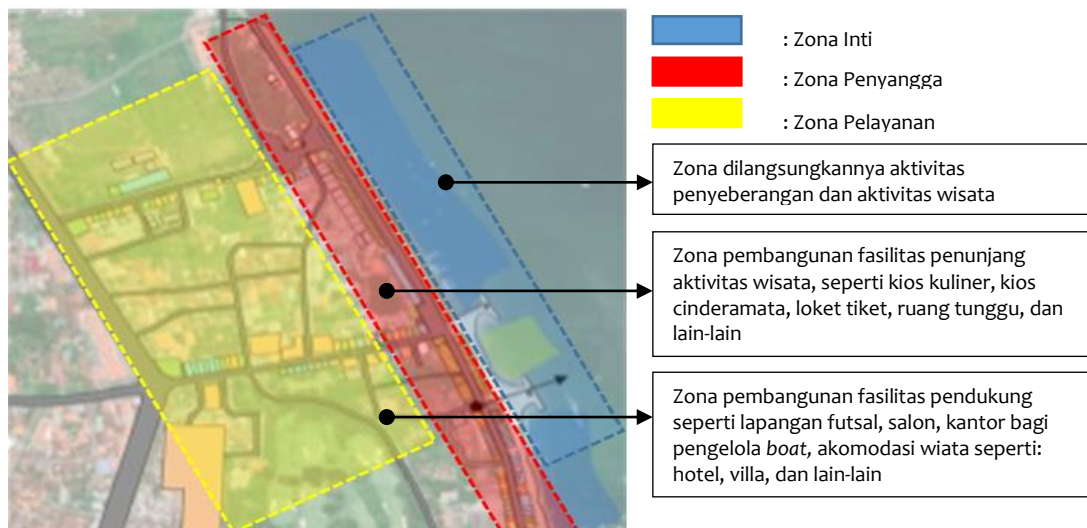 : Zona Inti
: Zona Penyangga
: Zona Pelayanan
Zona dilangsungkannya aktivitas
penyeberangan dan aktivitas wisata
Zona pembangunan fasilitas penunjang
aktivitas wisata, seperti kios kuliner, kios
cinderamata, loket tiket, ruang tunggu, dan
lain-lain
Zona pembangunan fasilitas pendukung
seperti lapangan futsal, salon, kantor bagi
pengelola boat, akomodasi wiata seperti:
hotel, villa, dan lain-lain